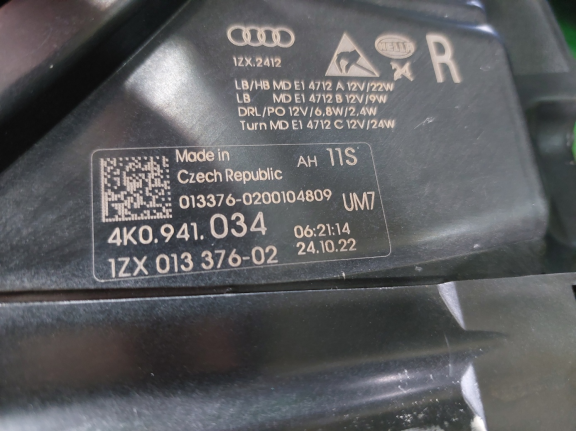 HELLA
R
1ZX.2412
LB/HB MD E1 4712 A 12V/22W
LB MD E1 4712 B 12V/9W
DRL/PO 12V/6.8W/2.4W
Turn MD E1 4712 C 12V/24W
Made in AH 11S
Czech Republic
013376-0200104809 UM7
4K0.941.034 06:21:14
1ZX 013 376-02 24.10.22